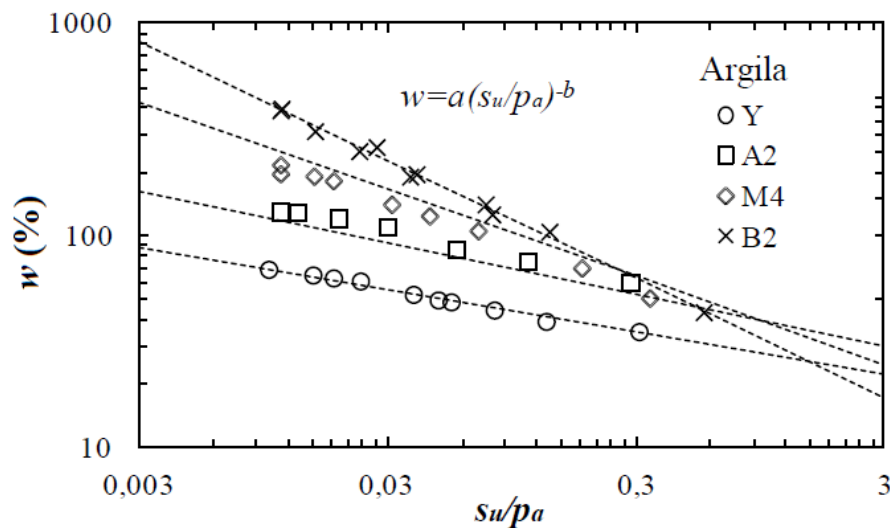 1000
100
10
w (%)
w=a(su/pa)-b
Argila
Y
A2
M4
B2
0,003
0,03
0,3
3
su/pa